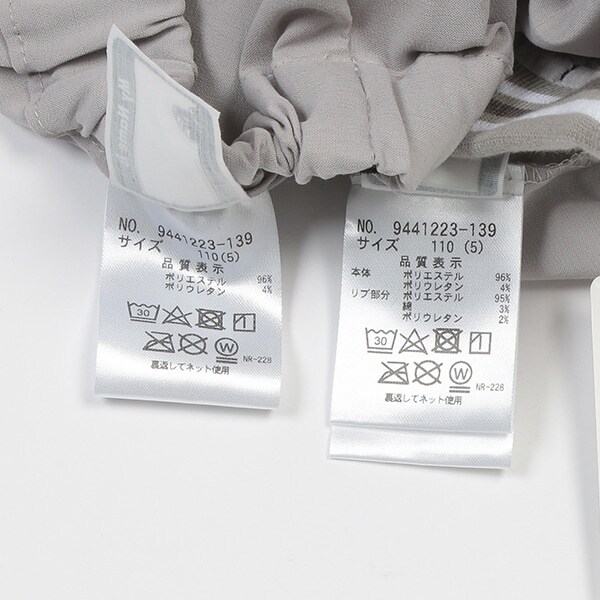 NO. 9441223-139
サイズ 110(5)
品質表示
ポリエステル 96%
ポリウレタン 4%
30
W
NR-228
裏返してネット使用
NO. 9441223-139
サイズ 110(5)
品質表示
本体 ポリエステル 96%
ポリウレタン 4%
リブ部分 ポリエステル 95%
綿 3%
ポリウレタン 2%
30
W
NR-228
裏返してネット使用